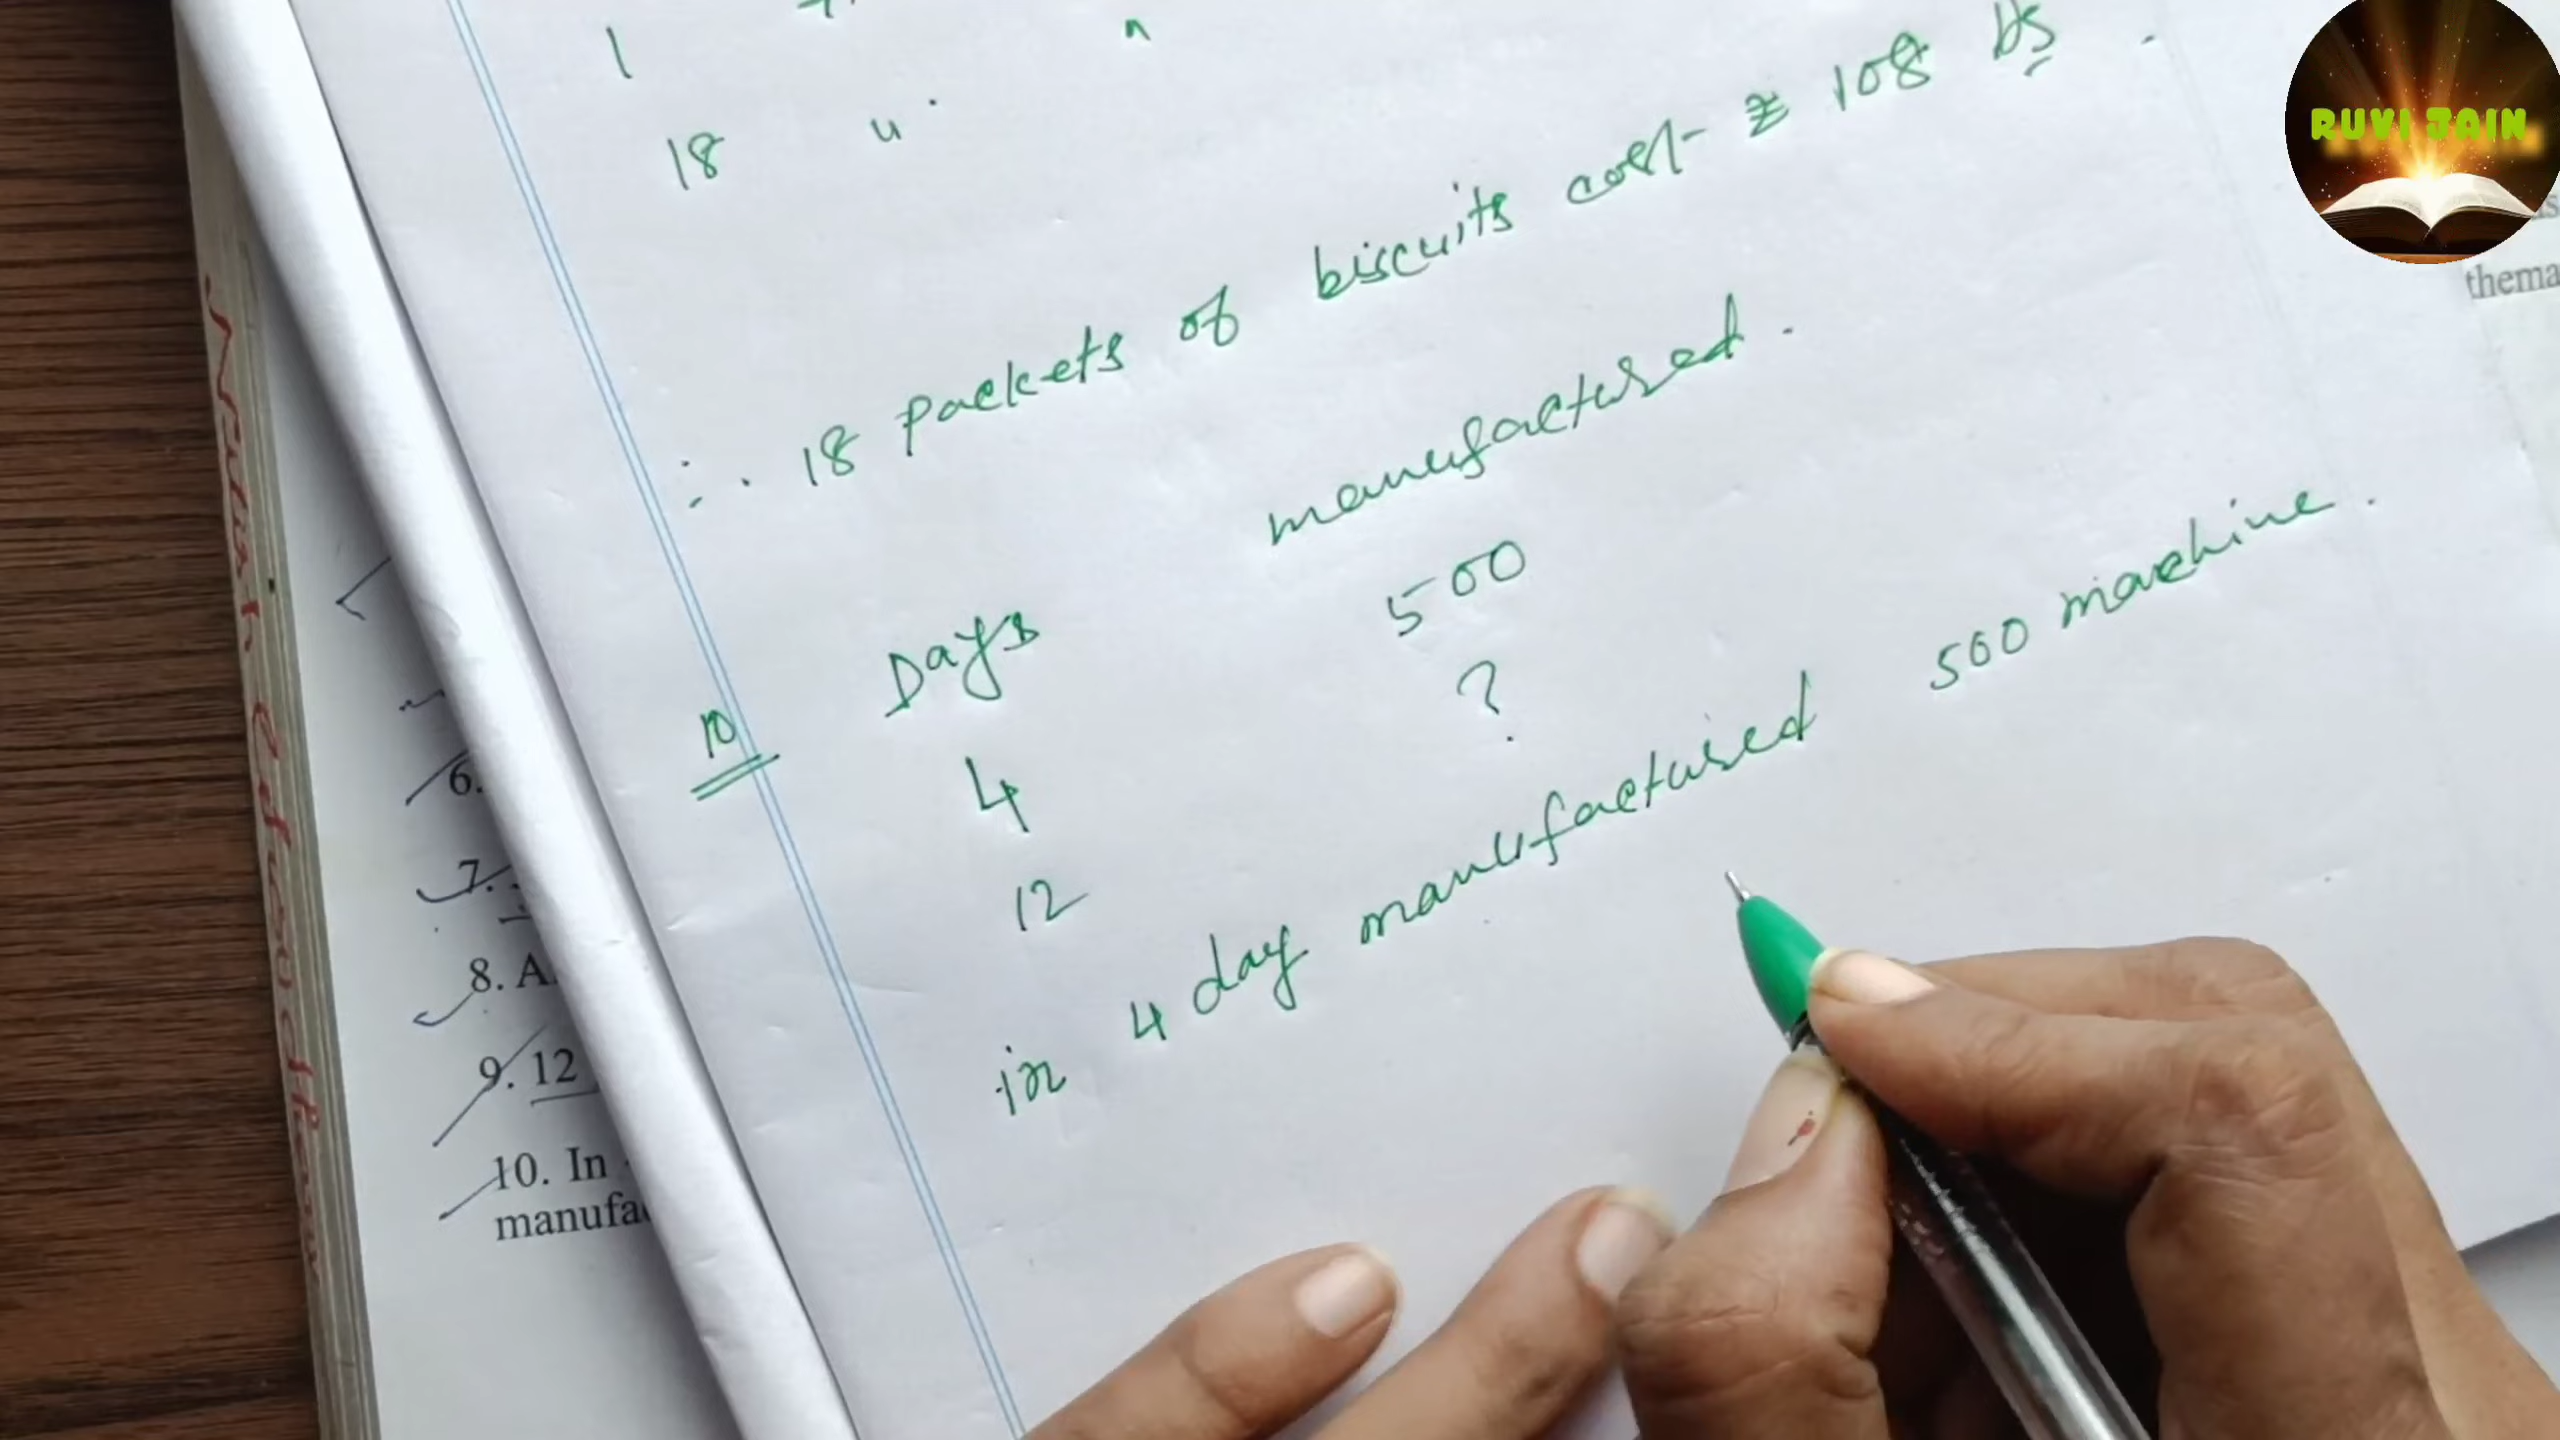 1
18 "
∴ 18 packets of biscuits cost
108
Days manufactured.
10
4 500
12 ?
in 4 day manufactured 500 machine.
6.
7.
8. A
9. 12
10. In
manufac
RUVI JAIN
thema